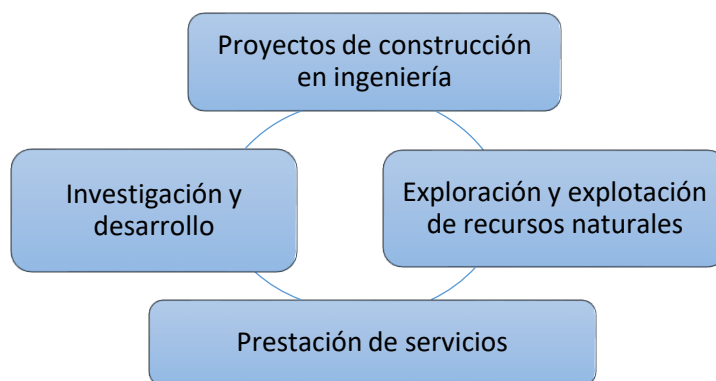 Proyectos de construcción
en ingeniería
Investigación y
desarrollo
Exploración y explotación
de recursos naturales
Prestación de servicios